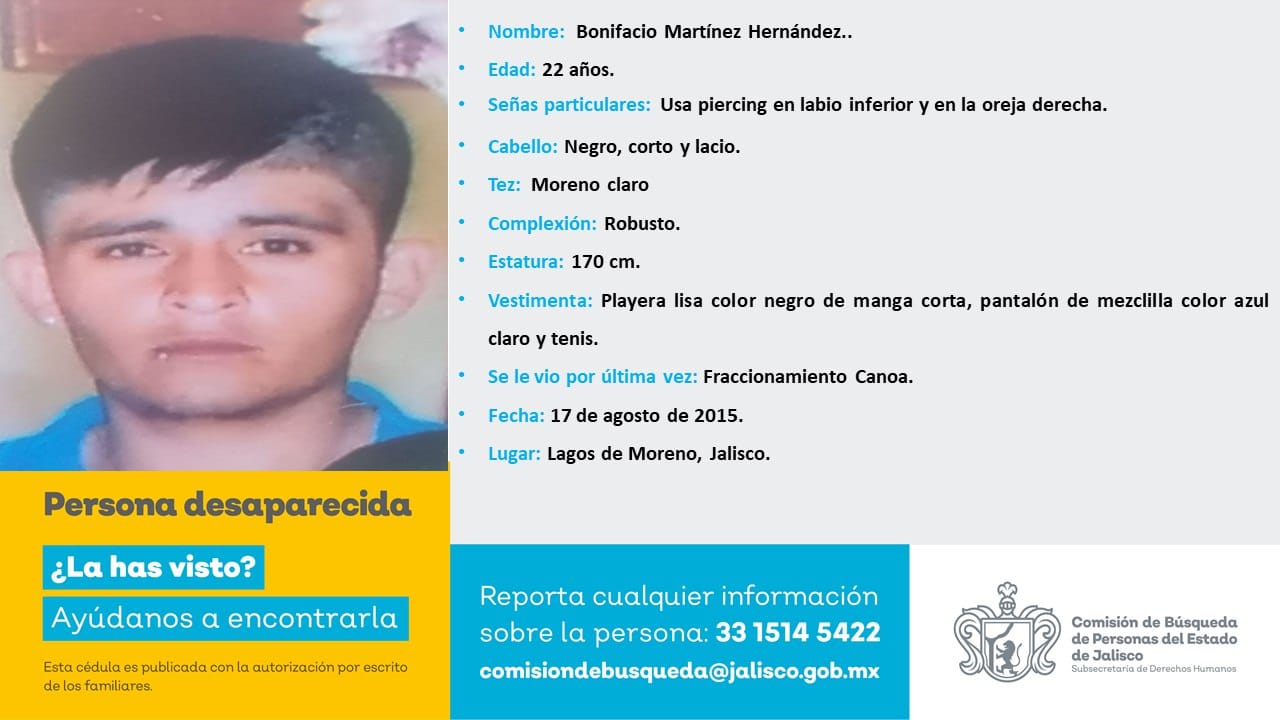 Nombre: Bonifacio Martínez Hernández..
Edad: 22 años.
Señas particulares: Usa piercing en labio inferior y en la oreja derecha.
Cabello: Negro, corto y lacio.
Tez: Moreno claro
Complexión: Robusto.
Estatura: 170 cm.
Vestimenta: Playera lisa color negro de manga corta, pantalón de mezclilla color azul
claro y tenis.
Se le vio por última vez: Fraccionamiento Canoa.
Fecha: 17 de agosto de 2015.
Lugar: Lagos de Moreno, Jalisco.
Persona desaparecida
¿La has visto?
Ayúdanos a encontrarla
Esta cédula es publicada con la autorización por escrito
de los familiares.
Reporta cualquier información
sobre la persona: 33 1514 5422
comisiondebusqueda@jalisco.gob.mx
Comisión de Búsqueda
de Personas del Estado
de Jalisco
Subsecretaría de Derechos Humanos